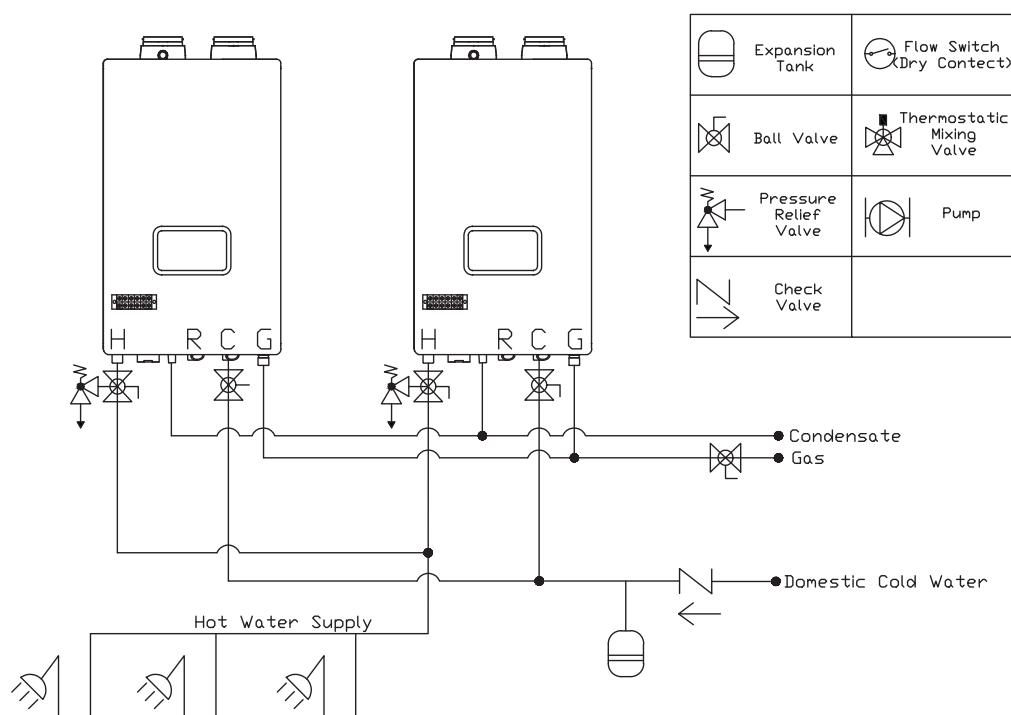 Expansion
Tank
Flow Switch
(Dry Contect)
Ball Valve
Thermostatic
Mixing
Valve
Pressure
Relief
Valve
Pump
Check
Valve
H R C G
H R C G
Condensate
Gas
Domestic Cold Water
Hot Water Supply